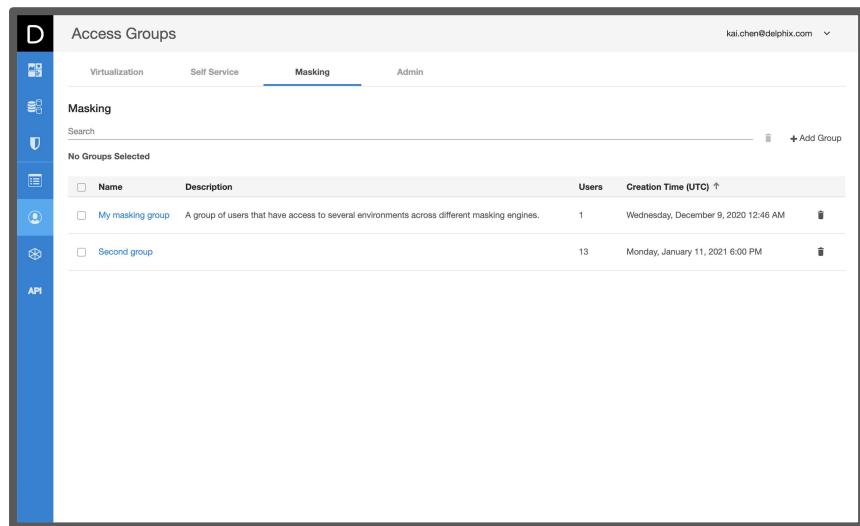 D Access Groups kai.chen@delphix.com
Virtualization Self Service Masking Admin
Masking
Search
+ Add Group
No Groups Selected
Name Description Users Creation Time (UTC) ↑
My masking group A group of users that have access to several environments across different masking engines. 1 Wednesday, December 9, 2020 12:46 AM
Second group 13 Monday, January 11, 2021 6:00 PM
API